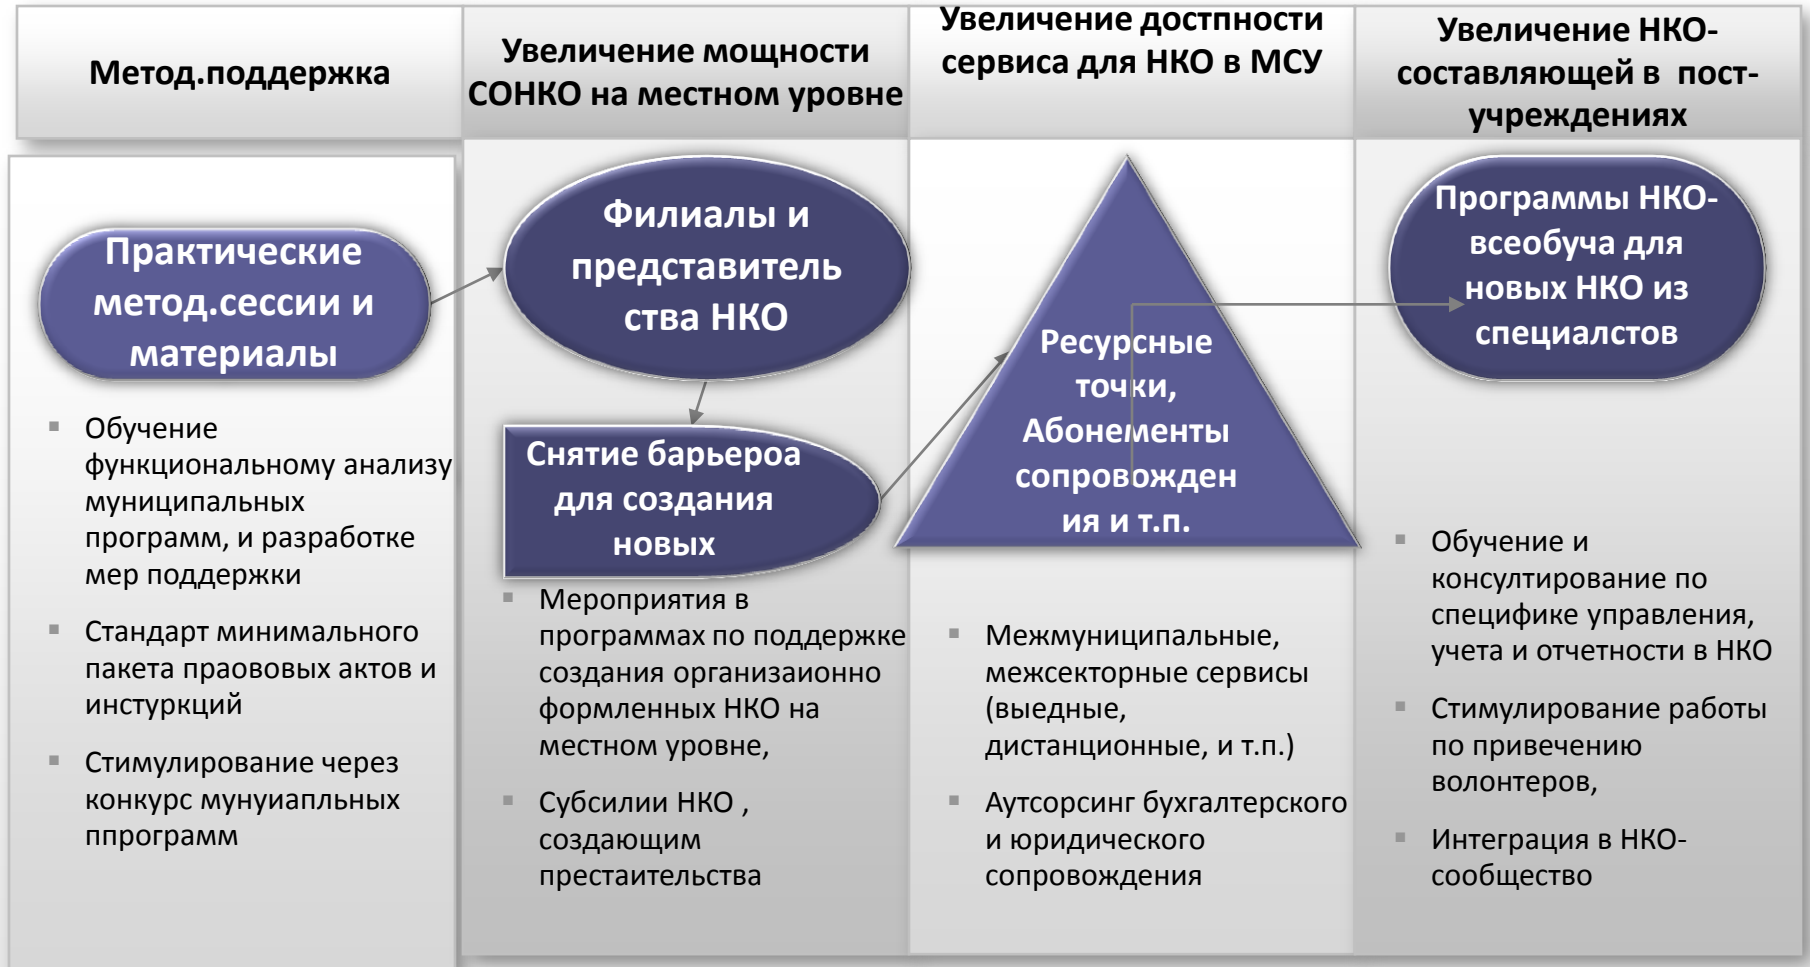 Метод.поддержка
Увеличение мощности
СОНКО на местном уровне
Увеличение достпности
сервиса для НКО в МСУ
Увеличение НКО-
составляющей в пост-
учреждениях
Практические
метод.сессии и
материалы
Обучение
функциональному анализу
муниципальных
программ, и разработке
мер поддержки
Стандарт минимального
пакета праововых актов и
инстуркций
Стимулирование через
конкурс мунуиапльных
ппрограмм
Филиалы и
представитель
ства НКО
Снятие барьероа
для создания
новых
Мероприятия в
программах по поддержке
создания организаионно
формленных НКО на
местном уровне,
Субсилии НКО ,
создающим
престаительства
Ресурсные
точки,
Абонементы
сопровожден
ия и т.п.
Межмуниципальные,
межсекторные сервисы
(выедные,
дистанционные, и т.п.)
Аутсорсинг бухгалтерского
и юридического
сопровождения
Программы НКО-
всеобуча для
новых НКО из
специалстов
Обучение и
консултирование по
специфике управления,
учета и отчетности в НКО
Стимулирование работы
по привечению
волонтеров,
Интеграция в НКО-
сообщество